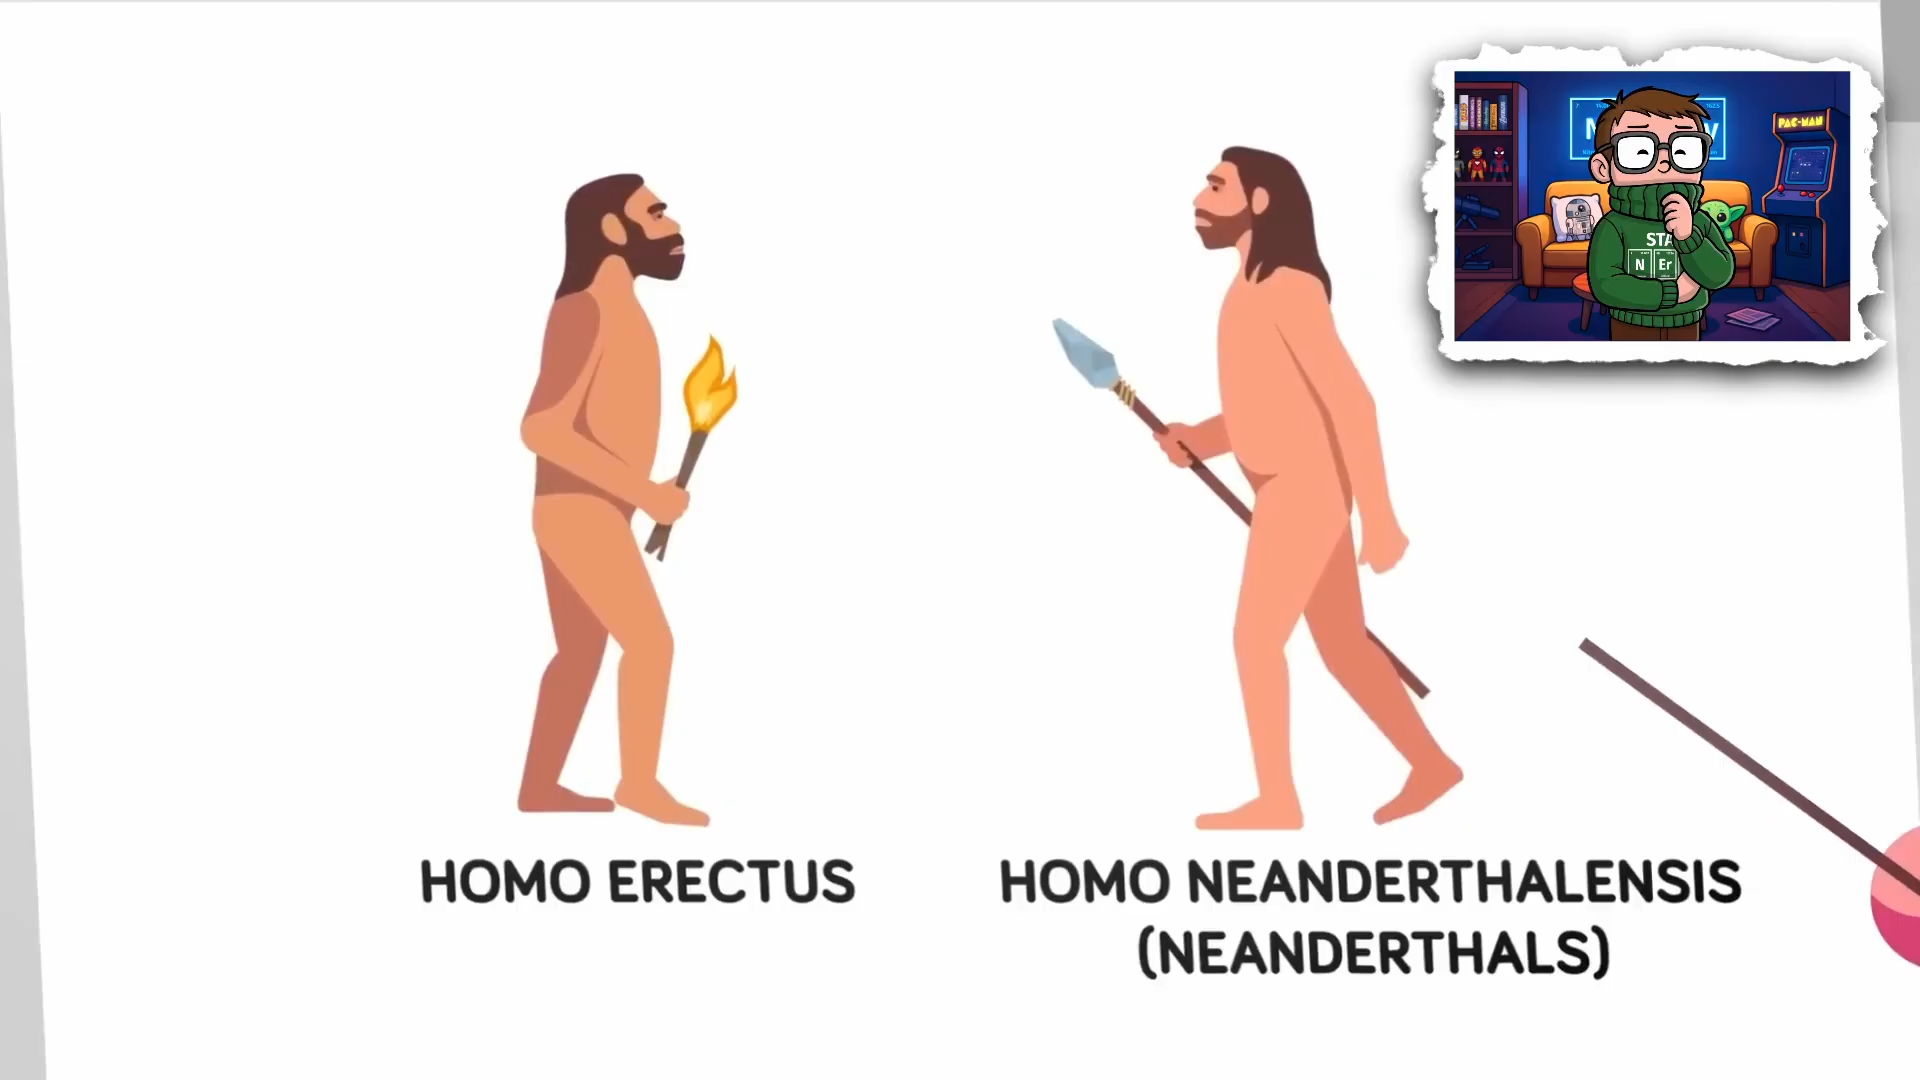 PAC-MAN
STA
N Er
HOMO ERECTUS
HOMO NEANDERTHALENSIS
(NEANDERTHALS)